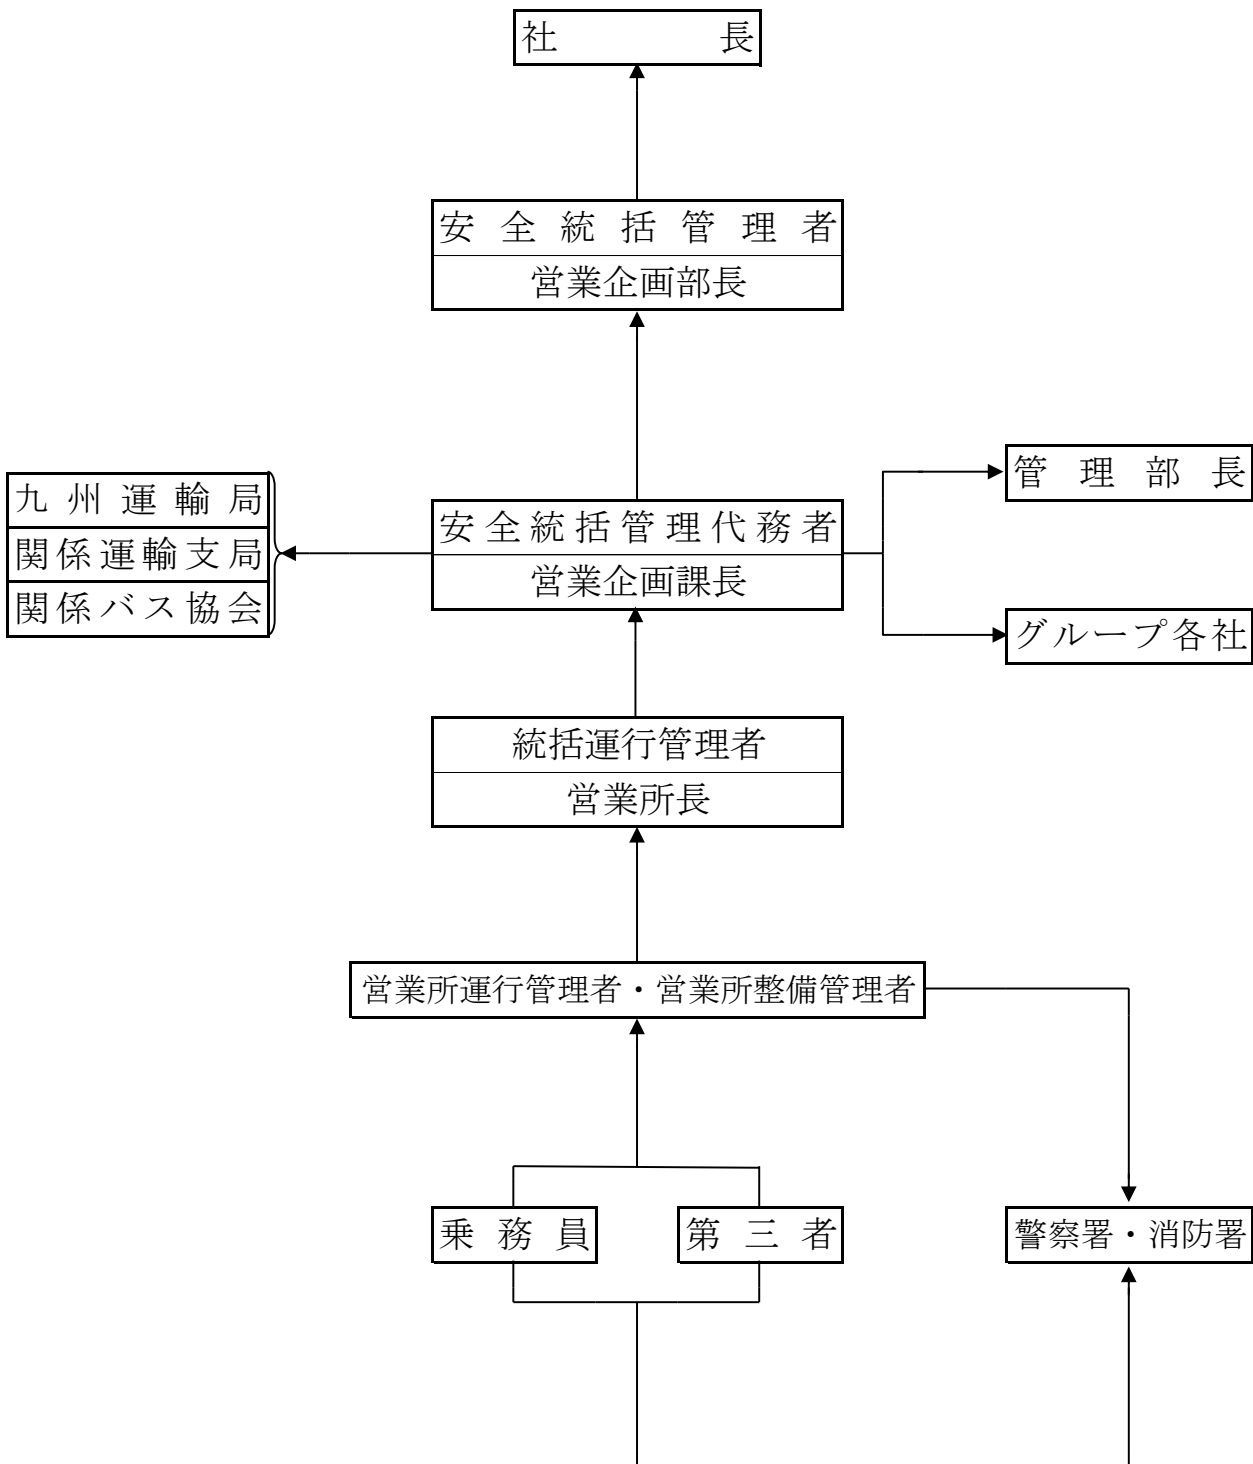 社長
安全統括管理者
営業企画部長
管理部長
九州運輸局
関係運輸支局
関係バス協会
安全統括管理代務者
営業企画課長
グループ各社
統括運行管理者
営業所長
営業所運行管理者・営業所整備管理者
乗務員
第三者
警察署・消防署